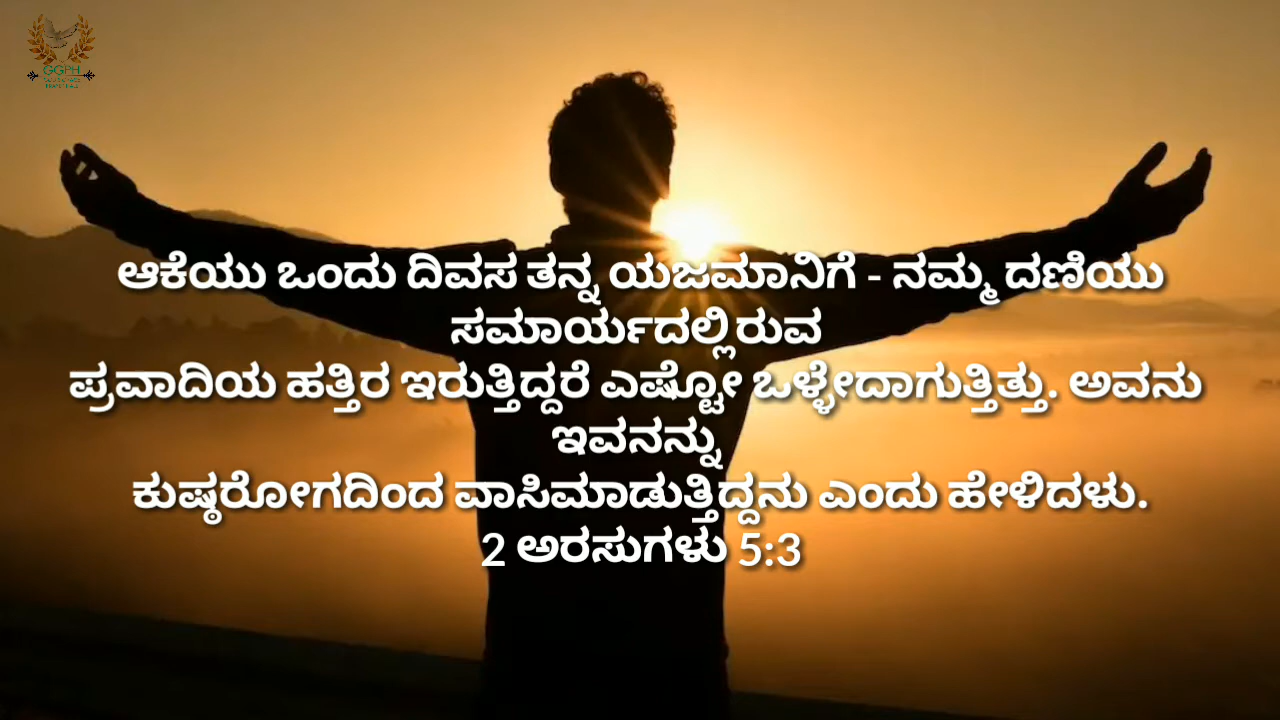 GGPH
ಆಕೆಯು ಒಂದು ದಿವಸ ತನ್ನ ಯಜಮಾನಿಗೆ - ನಮ್ಮ ದಣಿಯು
ಸಮಾರ್ಯದಲ್ಲಿರುವ
ಪ್ರವಾದಿಯ ಹತ್ತಿರ ಇರುತ್ತಿದ್ದರೆ ಎಷ್ಟೋ ಒಳ್ಳೇದಾಗುತ್ತಿತ್ತು. ಅವನು
ಇವನನ್ನು
ಕುಷ್ಠರೋಗದಿಂದ ವಾಸಿಮಾಡುತ್ತಿದ್ದನು ಎಂದು ಹೇಳಿದಳು.
2 ಅರಸುಗಳು 5:3